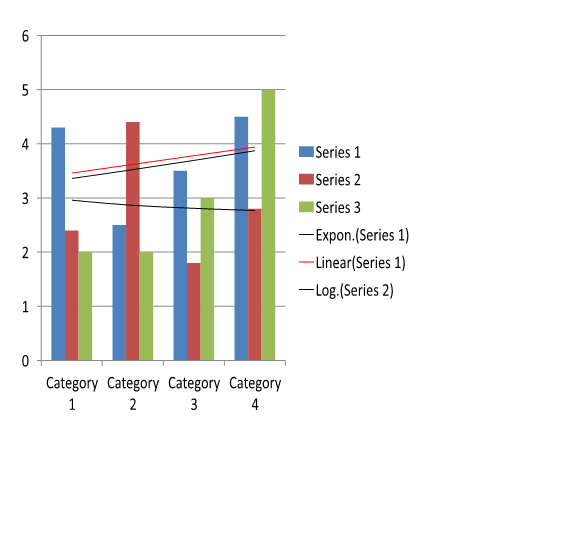 6
5
4
3
2
1
0
Category 1
Category 2
Category 3
Category 4
Series 1
Series 2
Series 3
Expon.(Series 1)
Linear(Series 1)
Log.(Series 2)